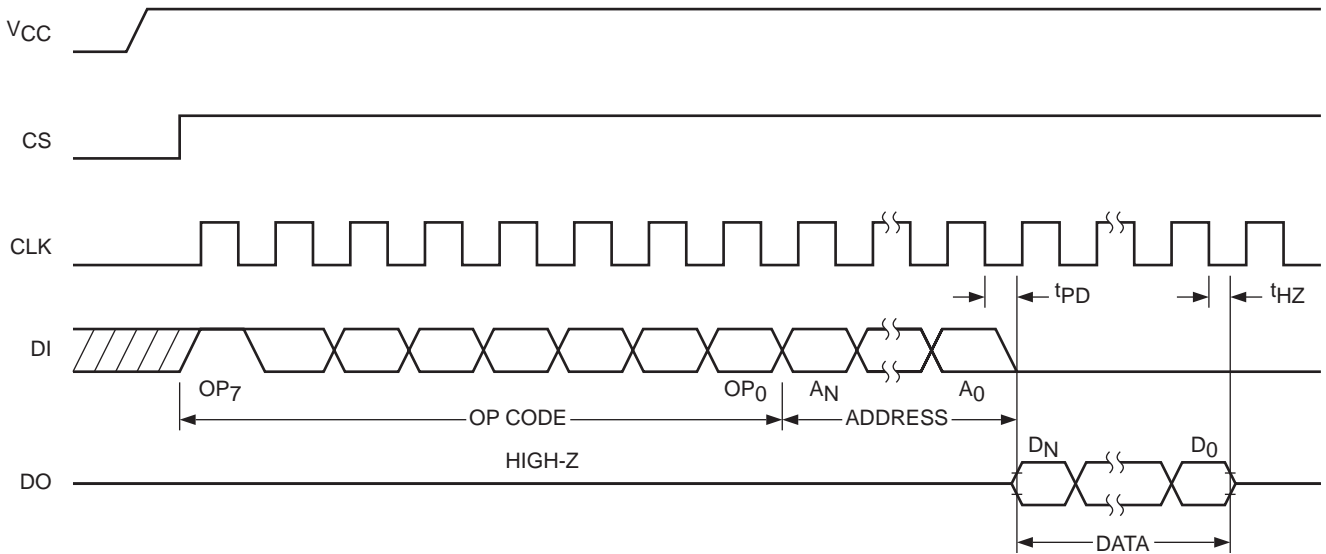 VCC
CS
CLK
tPD
tHZ
DI
OP7
OP0
AN
A0
OP CODE
ADDRESS
HIGH-Z
DN
D0
DO
DATA